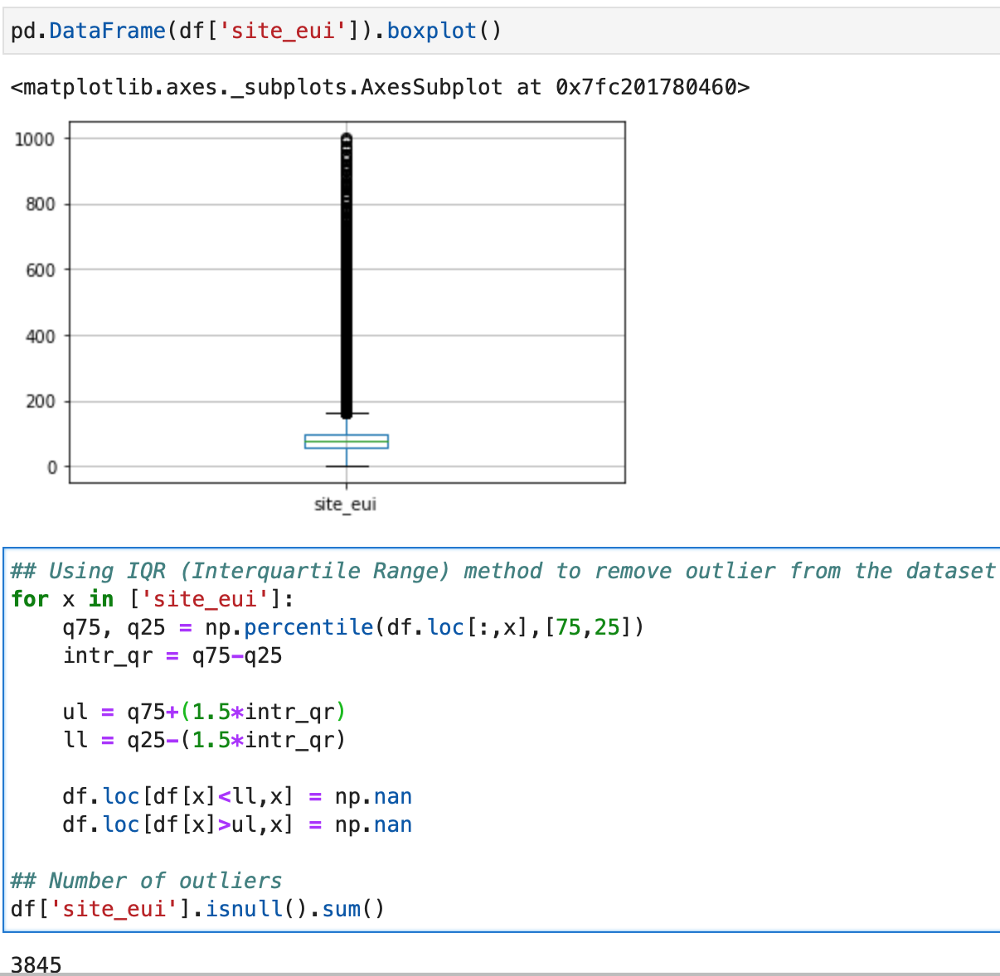 pd.DataFrame(df['site_eui']).boxplot()
<matplotlib.axes._subplots.AxesSubplot at 0x7fc201780460>
1000
800
600
400
200
0
site_eui
## Using IQR (Interquartile Range) method to remove outlier from the dataset
for x in ['site_eui']:
    q75, q25 = np.percentile(df.loc[:,x],[75,25])
    intr_qr = q75-q25
    ul = q75+(1.5*intr_qr)
    ll = q25-(1.5*intr_qr)
    df.loc[df[x]<ll,x] = np.nan
    df.loc[df[x]>ul,x] = np.nan
## Number of outliers
df['site_eui'].isnull().sum()
3845